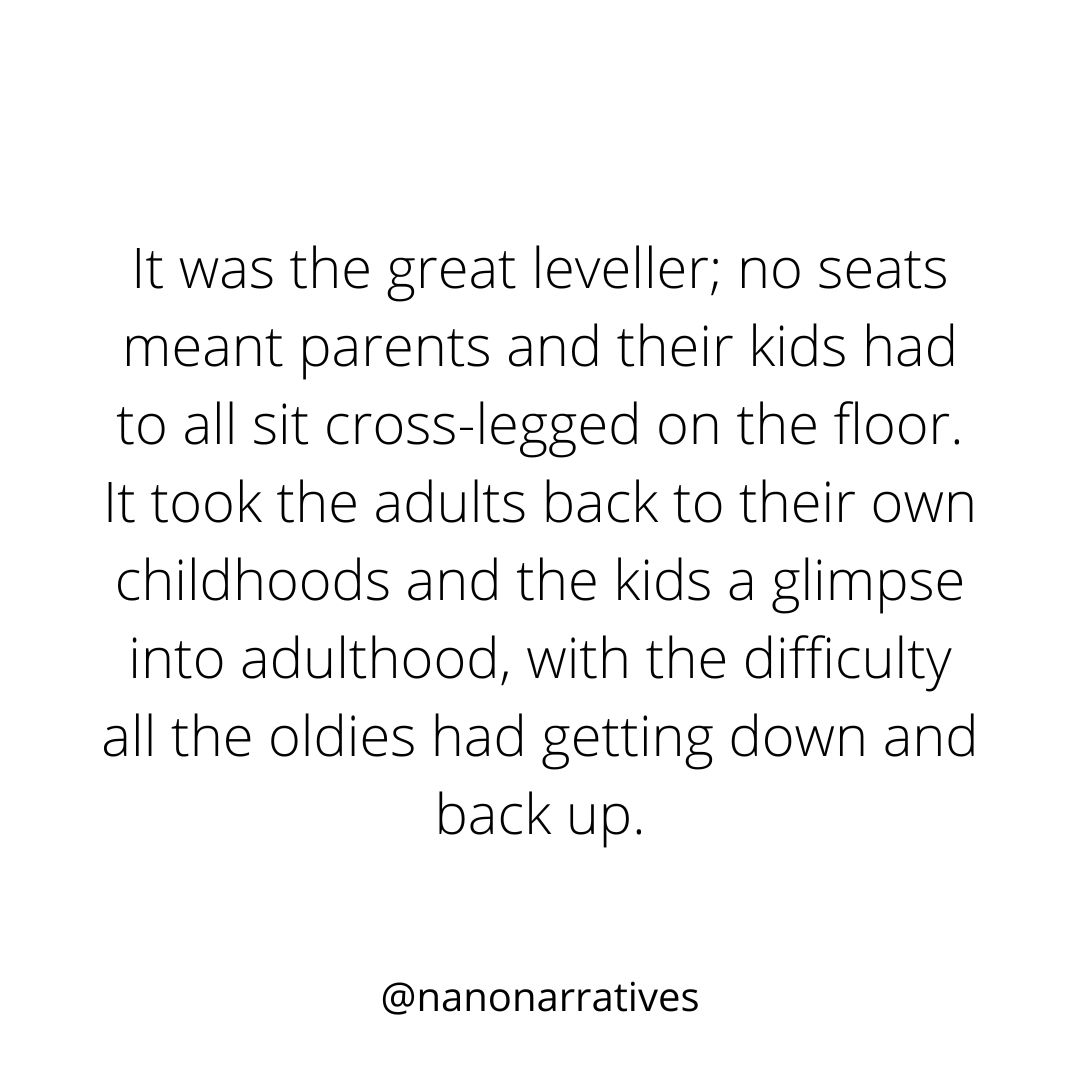 It was the great leveller; no seats
meant parents and their kids had
to all sit cross-legged on the floor.
It took the adults back to their own
childhoods and the kids a glimpse
into adulthood, with the difficulty
all the oldies had getting down and
back up.
@nanonarratives